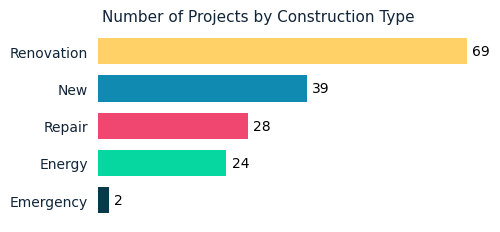 Number of Projects by Construction Type
Renovation 69
New 39
Repair 28
Energy 24
Emergency 2